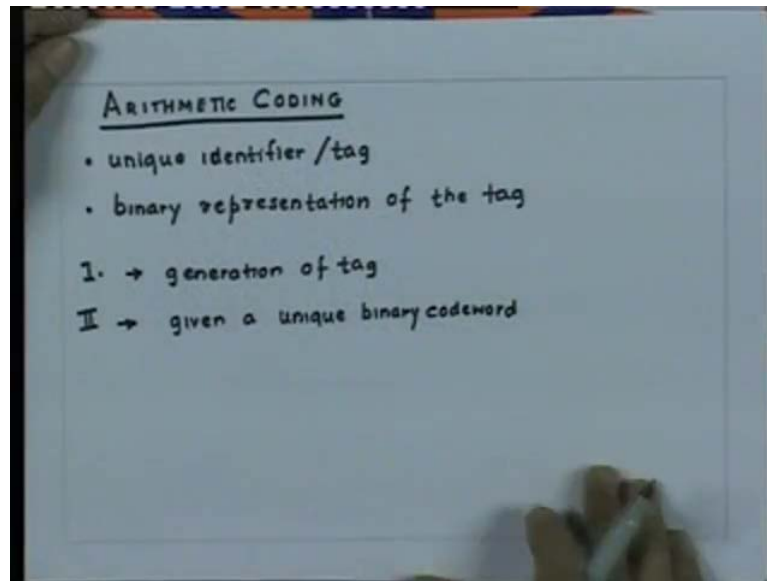 ARITHMETIC CODING
• unique identifier/tag
• binary representation of the tag
I. → generation of tag
II → given a unique binary codeword